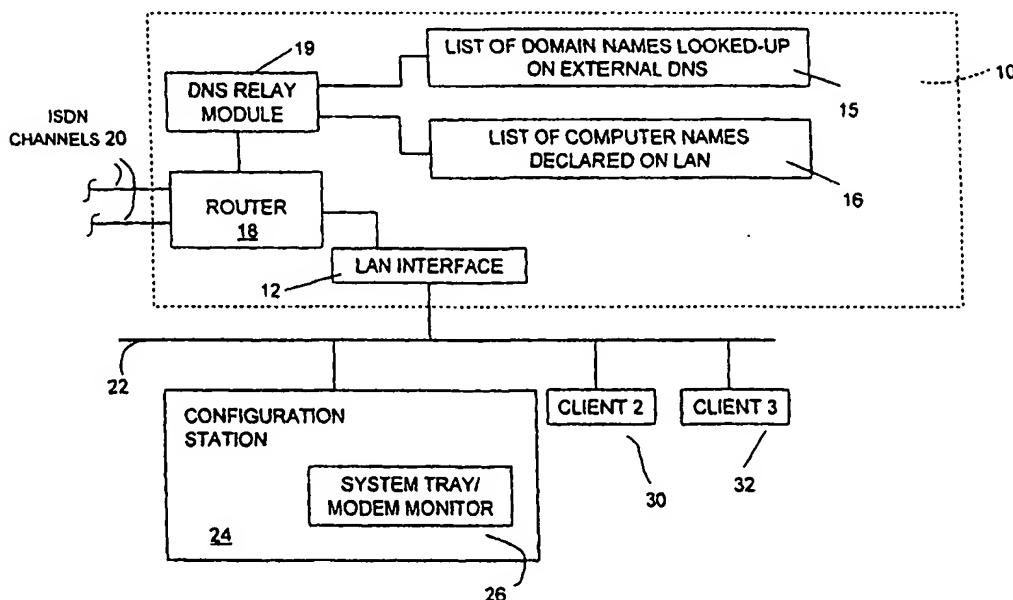 19
LIST OF DOMAIN NAMES LOOKED-UP
ON EXTERNAL DNS
10
DNS RELAY
MODULE
15
ISDN
CHANNELS 20
LIST OF COMPUTER NAMES
DECLARED ON LAN
16
ROUTER
18
LAN INTERFACE
12
22
CONFIGURATION
STATION
CLIENT 2
CLIENT 3
30
32
SYSTEM TRAY/
MODEM MONITOR
24
26